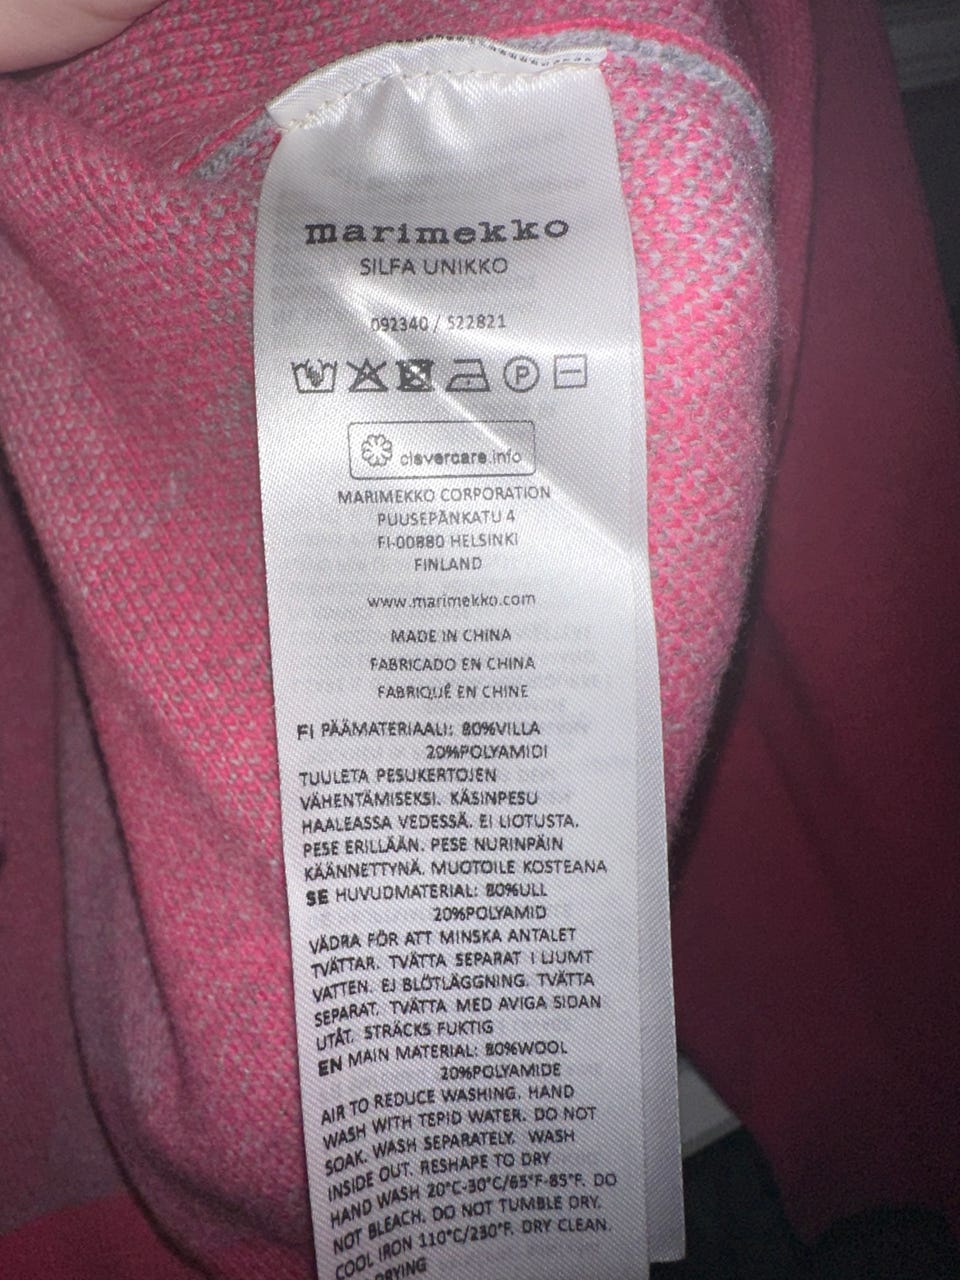 marimekko
SILFA UNIKKO
092340 / 522821
P
clevercare.info
MARIMEKKO CORPORATION
PUUSEPÄNKATU 4
FI-00880 HELSINKI
FINLAND
www.marimekko.com
MADE IN CHINA
FABRICADO EN CHINA
FABRIQUÉ EN CHINE
FI PÄÄMATERIAALI: 80%VILLA
20%POLYAMIDI
TUULETA PESUKERTOJEN
VÄHENTÄMISEKSI. KÄSINPESU
HAALEASSA VEDESSÄ. EI LIOTUSTA.
PESE ERILLÄÄN. PESE NURINPÄIN
KÄÄNNETTYNÄ. MUOTOILE KOSTEANA
SE HUVUDMATERIAL: 80%ULL
20%POLYAMID
VÄDRA FÖR ATT MINSKA ANTALET
TVÄTTAR. TVÄTTA SEPARAT I LJUMT
VATTEN. EJ BLÖTLÄGGNING. TVÄTTA
SEPARAT. TVÄTTA MED AVIGA SIDAN
UTÅT. STRÄCKS FUKTIG
EN MAIN MATERIAL: 80%WOOL
20%POLYAMIDE
AIR TO REDUCE WASHING. HAND
WASH WITH TEPID WATER. DO NOT
SOAK. WASH SEPARATELY. WASH
INSIDE OUT. RESHAPE TO DRY
HAND WASH 20°C-30°C/65°F-85°F. DO
NOT BLEACH. DO NOT TUMBLE DRY.
COOL IRON 110°C/230°F. DRY CLEAN.
DRYING